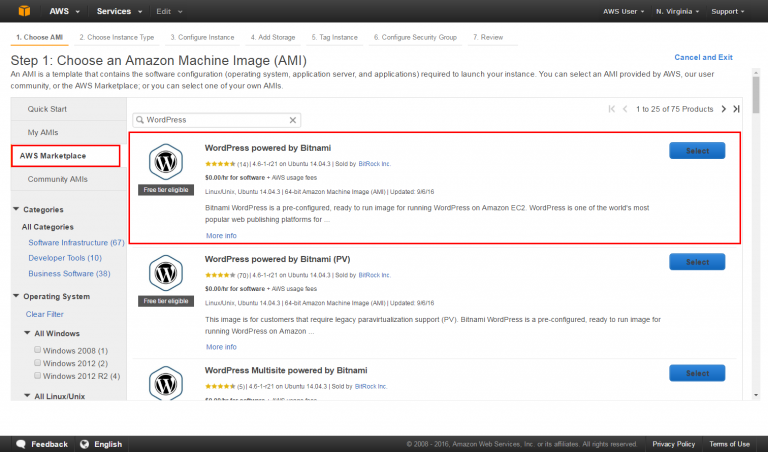 AWS Services Edit AWS User N. Virginia Support
1. Choose AMI 2. Choose Instance Type 3. Configure Instance 4. Add Storage 5. Tag Instance 6. Configure Security Group 7. Review
Step 1: Choose an Amazon Machine Image (AMI)
Cancel and Exit
An AMI is a template that contains the software configuration (operating system, application server, and applications) required to launch your instance. You can select an AMI provided by AWS, our user
community, or the AWS Marketplace; or you can select one of your own AMIs.
Quick Start
My AMIs
AWS Marketplace
Community AMIs
Categories
All Categories
Software Infrastructure (67)
Developer Tools (10)
Business Software (38)
Operating System
Clear Filter
All Windows
Windows 2008 (1)
Windows 2012 (2)
Windows 2012 R2 (4)
All Linux/Unix
WordPress
1 to 25 of 75 Products
WordPress powered by Bitnami
(14) | 4.6-1-r21 on Ubuntu 14.04.3 | Sold by BitRock Inc.
$0.00/hr for software + AWS usage fees
Free tier eligible
Linux/Unix, Ubuntu 14.04.3 | 64-bit Amazon Machine Image (AMI) | Updated: 9/6/16
Bitnami WordPress is a pre-configured, ready to run image for running WordPress on Amazon EC2. WordPress is one of the world's most
popular web publishing platforms for ...
More info
Select
WordPress powered by Bitnami (PV)
(70) | 4.6-1-r21 on Ubuntu 14.04.3 | Sold by BitRock Inc.
$0.00/hr for software + AWS usage fees
Free tier eligible
Linux/Unix, Ubuntu 14.04.3 | 64-bit Amazon Machine Image (AMI) | Updated: 9/6/16
This image is for customers that require legacy paravirtualization support (PV). Bitnami WordPress is a pre-configured, ready to run image for
running WordPress on Amazon ...
More info
Select
WordPress Multisite powered by Bitnami
(5) | 4.6-1-r21 on Ubuntu 14.04.3 | Sold by BitRock Inc.
$0.00/hr for software + AWS usage fees
Select
Feedback English © 2008 - 2016, Amazon Web Services, Inc. or its affiliates. All rights reserved. Privacy Policy Terms of Use